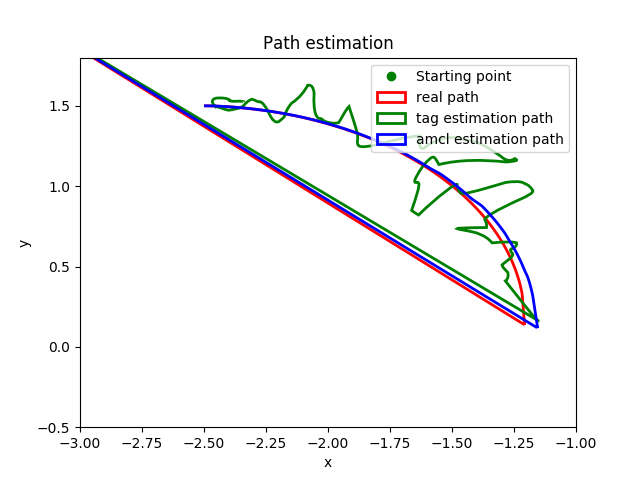 Path estimation
Starting point
real path
tag estimation path
amcl estimation path
1.5
1.0
0.5
0.0
−0.5
y
−3.00 −2.75 −2.50 −2.25 −2.00 −1.75 −1.50 −1.25 −1.00
x